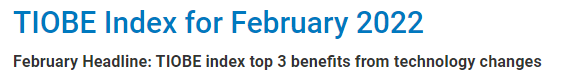 TIOBE Index for February 2022
February Headline: TIOBE index top 3 benefits from technology changes